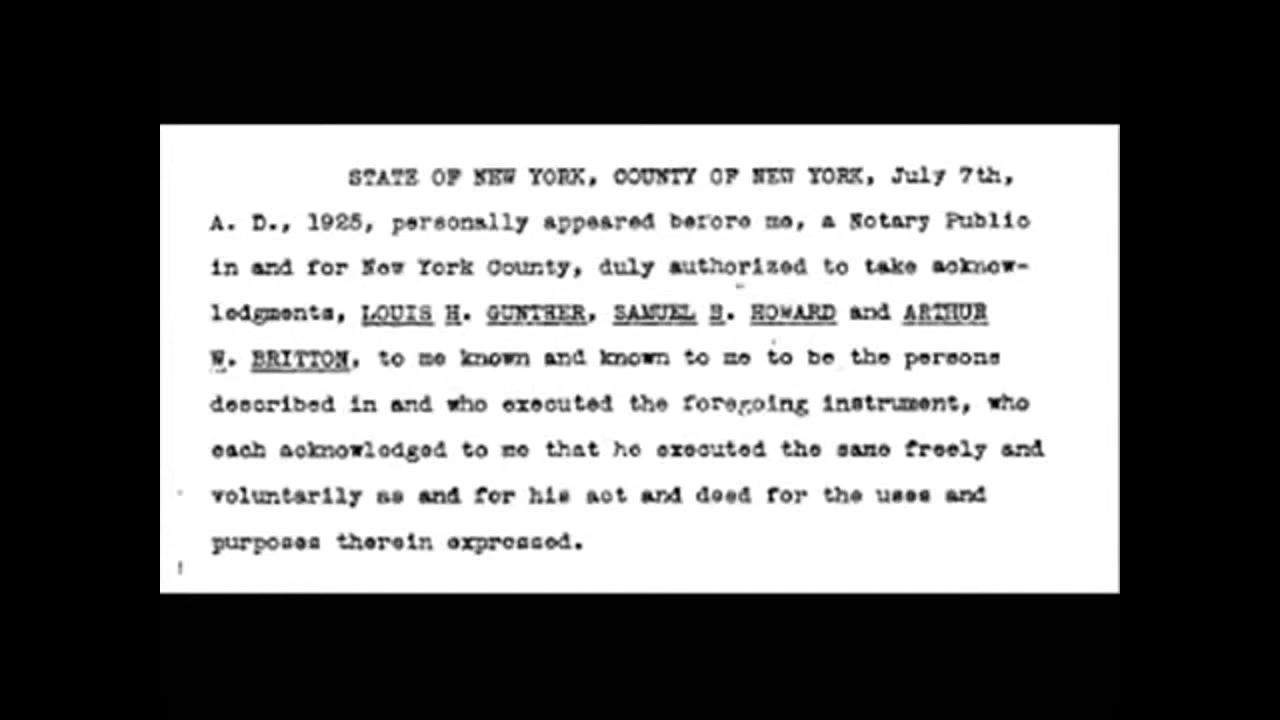 STATE OF NEW YORK, COUNTY OF NEW YORK, July 7th,
A. D., 1925, personally appeared before me, a Notary Public
in and for New York County, duly authorized to take acknow-
ledgments, LOUIS H. GUNTHER, SAMUEL B. HOWARD and ARTHUR
W. BRITTON, to me known and known to me to be the persons
described in and who executed the foregoing instrument, who
each acknowledged to me that he executed the same freely and
voluntarily as and for his act and deed for the uses and
purposes therein expressed.